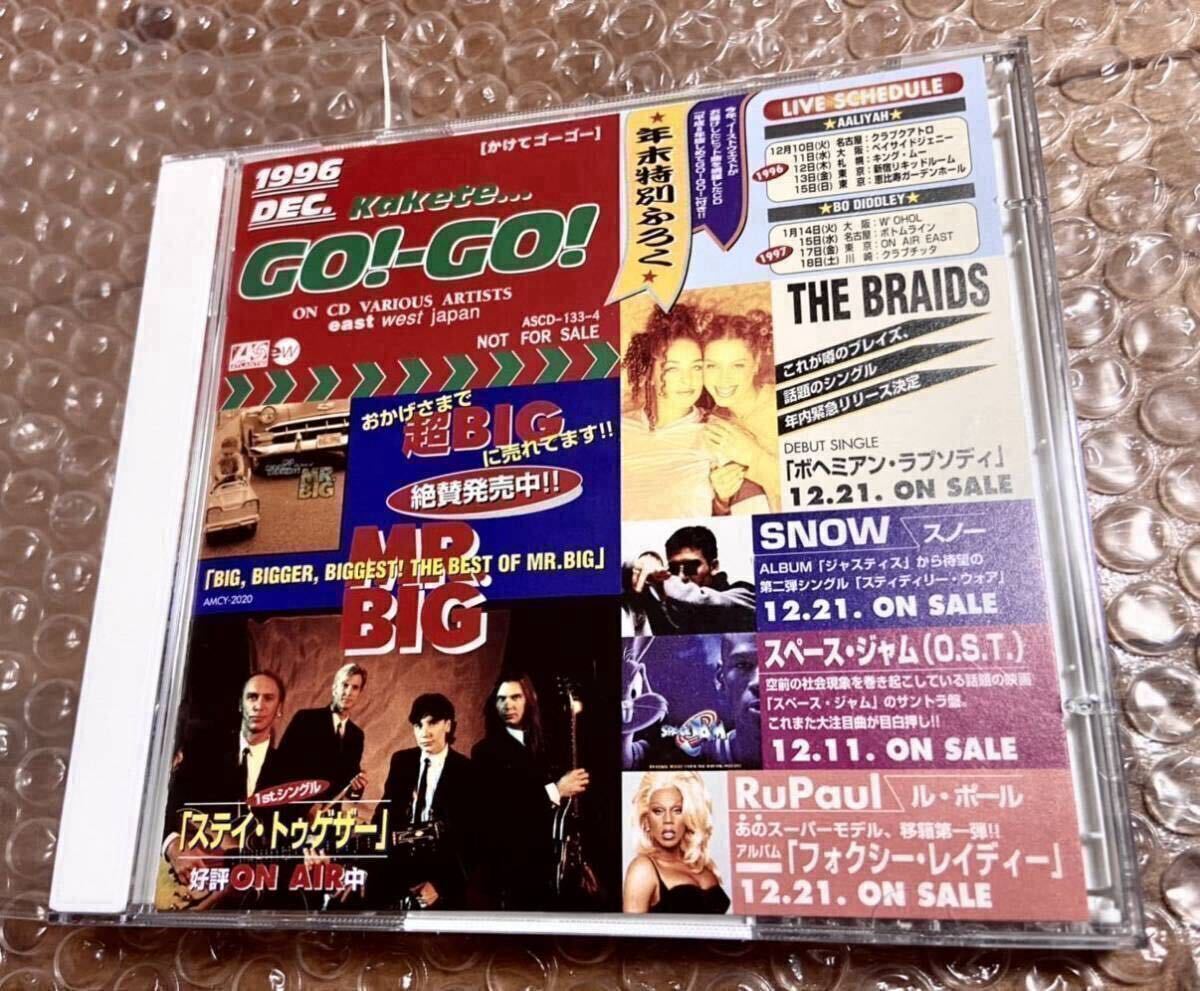 1996
DEC.
[かけてゴーゴー]
Kakete...
GO!-GO!
ON CD VARIOUS ARTISTS
east west japan
ASCD-133-4
NOT FOR SALE
ATLANTIC
ew
★年末特別ふろく★
LIVE SCHEDULE
★AALIYAH★
1996
12月10日(火) 名古屋：クラブクアトロ
11日(水) 大　阪：ベイサイドジェニー
12日(木) 札　幌：キング・ムー
13日(金) 東　京：新宿リキッドルーム
15日(日) 東　京：恵比寿ガーデンホール
★BO DIDDLEY★
1997
1月14日(火) 大　阪：W'OHOL
15日(水) 名古屋：ボトムライン
17日(金) 東　京：ON AIR EAST
18日(土) 川　崎：クラブチッタ
THE BRAIDS
これが噂のブレイズ、
話題のシングル
年内緊急リリース決定
DEBUT SINGLE
「ボヘミアン・ラプソディ」
12.21. ON SALE
おかげさまで
超BIG
に売れてます!!
絶賛発売中!!
MR.
BIG
「BIG, BIGGER, BIGGEST! THE BEST OF MR.BIG」
AMCY-2020
MR.
BIG
1stシングル
「ステイ・トゥゲザー」
好評ON AIR中
SNOW スノー
ALBUM「ジャスティス」から待望の
第二弾シングル「スティディリー・ウォア」
12.21. ON SALE
スペース・ジャム(O.S.T.)
空前の社会現象を巻き起こしている話題の映画
「スペース・ジャム」のサントラ盤。
これまた大注目曲が目白押し!!
12.11. ON SALE
SPACE JAM
RuPaul ル・ポール
あのスーパーモデル、移籍第一弾!!
アルバム「フォクシー・レイディー」
12.21. ON SALE